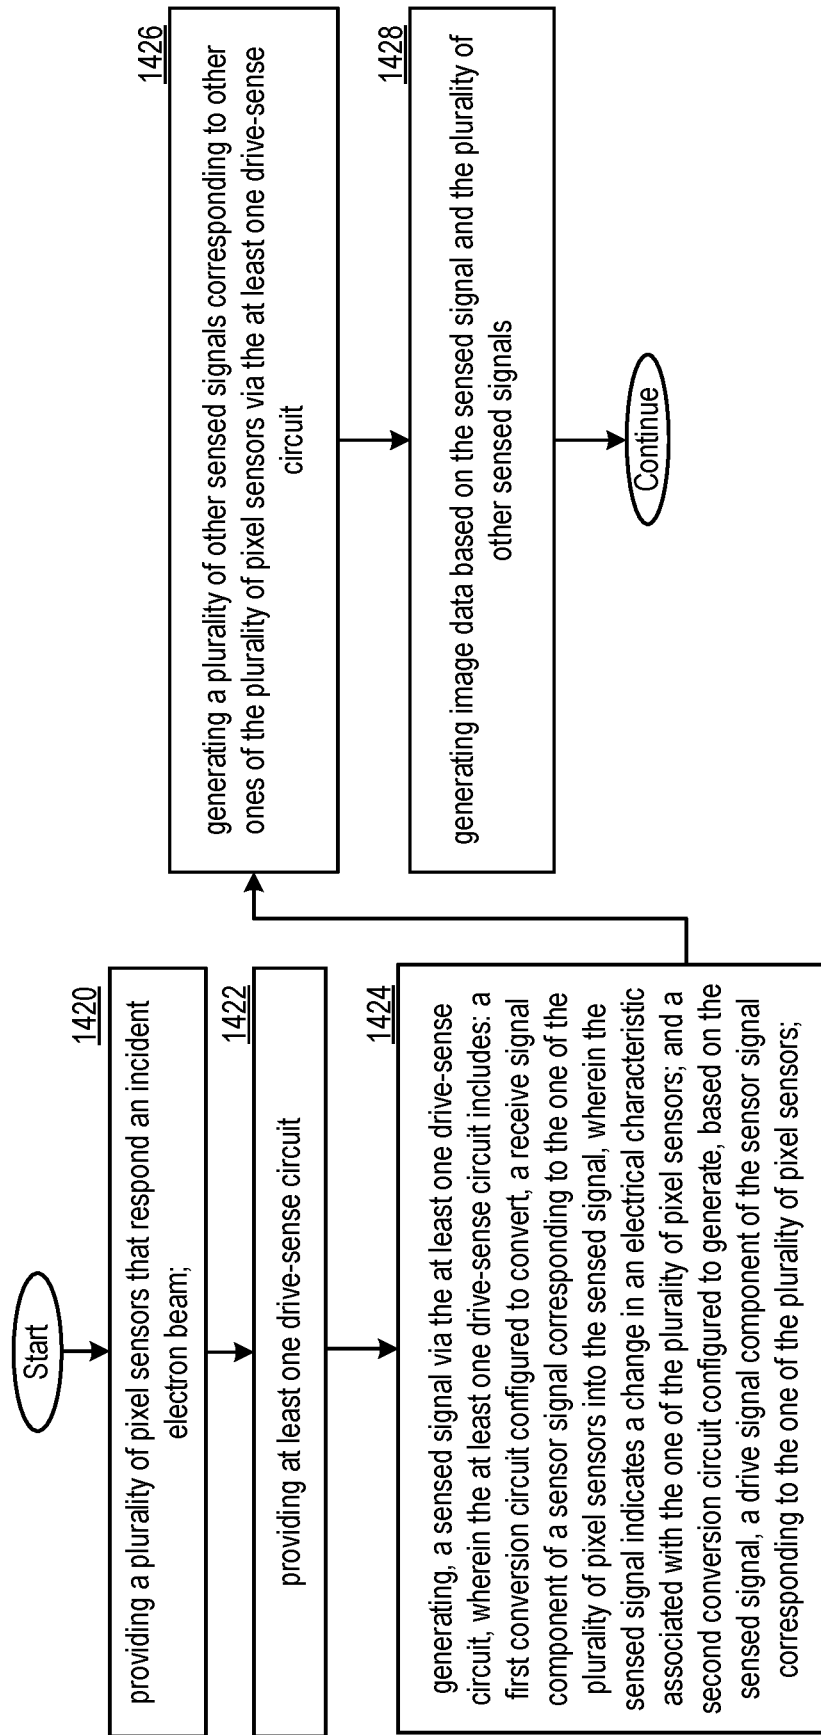 Start
1420
providing a plurality of pixel sensors that respond an incident
electron beam;
1422
providing at least one drive-sense circuit
1424
generating, a sensed signal via the at least one drive-sense
circuit, wherein the at least one drive-sense circuit includes: a
first conversion circuit configured to convert, a receive signal
component of a sensor signal corresponding to the one of the
plurality of pixel sensors into the sensed signal, wherein the
sensed signal indicates a change in an electrical characteristic
associated with the one of the plurality of pixel sensors; and a
second conversion circuit configured to generate, based on the
sensed signal, a drive signal component of the sensor signal
corresponding to the one of the plurality of pixel sensors;
1426
generating a plurality of other sensed signals corresponding to other
ones of the plurality of pixel sensors via the at least one drive-sense
circuit
1428
generating image data based on the sensed signal and the plurality of
other sensed signals
Continue